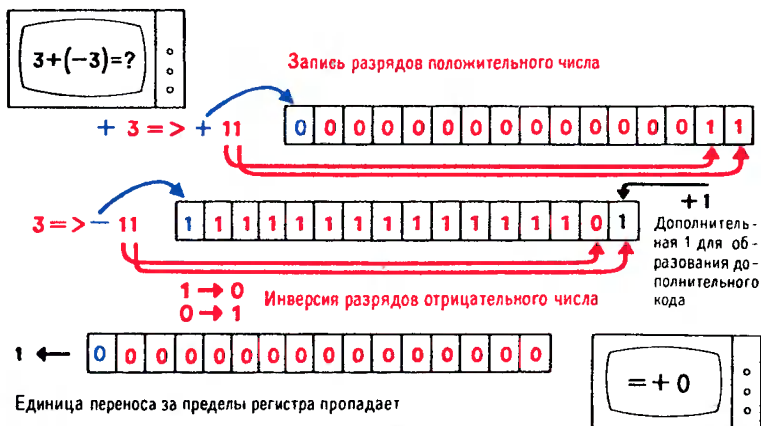 3+(−3)=?
Запись разрядов положительного числа
+ 3 => + 11 0 0 0 0 0 0 0 0 0 0 0 0 0 0 1 1
+1
3 => − 11 1 1 1 1 1 1 1 1 1 1 1 1 1 1 0 1
Дополнитель-
ная 1 для об-
разования до-
полнительного
кода
1 → 0
0 → 1
Инверсия разрядов отрицательного числа
1 ← 0 0 0 0 0 0 0 0 0 0 0 0 0 0 0 0
= + 0
Единица переноса за пределы регистра пропадает